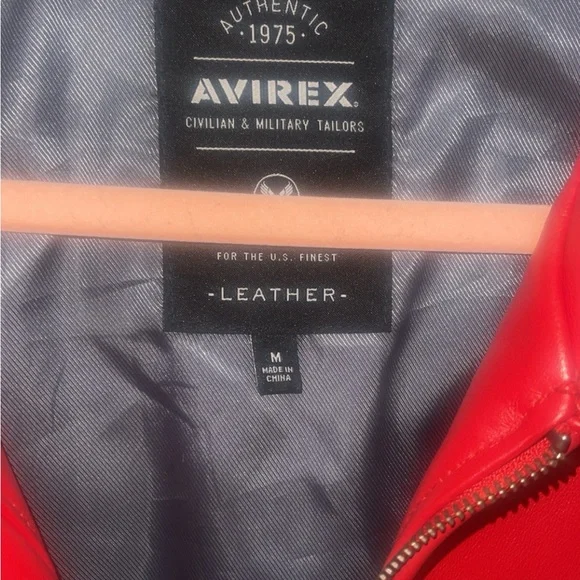 AUTHENTIC
· 1975 ·
AVIREX
CIVILIAN & MILITARY TAILORS
FOR THE U.S. FINEST
- LEATHER -
M
MADE IN
CHINA